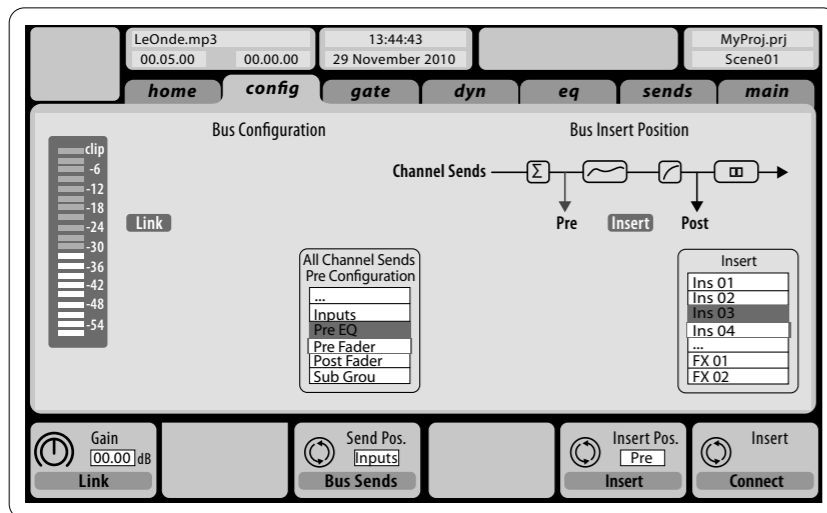 LeOnde.mp3
00.05.00 00.00.00
13:44:43
29 November 2010
MyProj.prj
Scene01
home config gate dyn eq sends main
Bus Configuration
Bus Insert Position
clip
-6
-12
-18
-24
-30
-36
-42
-48
-54
Link
Channel Sends
Σ
Pre Insert Post
All Channel Sends
Pre Configuration
...
Inputs
Pre EQ
Pre Fader
Post Fader
Sub Grou
Insert
Ins 01
Ins 02
Ins 03
Ins 04
...
FX 01
FX 02
Gain
00.00 dB
Link
Send Pos.
Inputs
Bus Sends
Insert Pos.
Pre
Insert
Insert
Connect